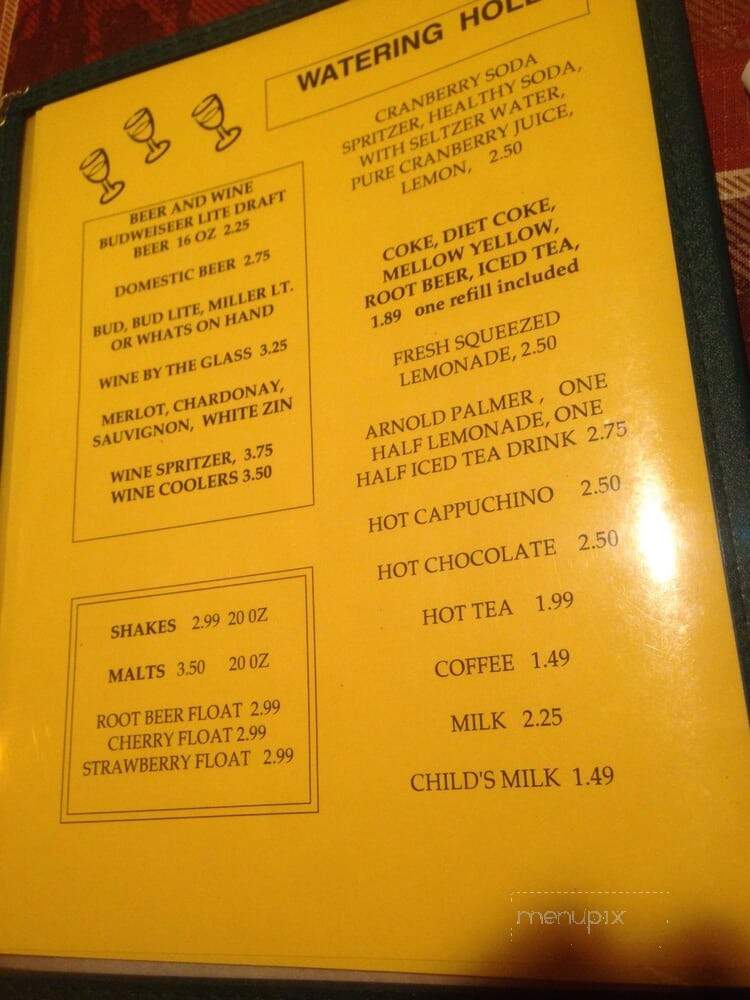 WATERING HOLE
CRANBERRY SODA
SPRITZER, HEALTHY SODA,
WITH SELTZER WATER,
PURE CRANBERRY JUICE,
LEMON, 2.50
COKE, DIET COKE,
MELLOW YELLOW,
ROOT BEER, ICED TEA,
1.89 one refill included
FRESH SQUEEZED
LEMONADE, 2.50
ARNOLD PALMER , ONE
HALF LEMONADE, ONE
HALF ICED TEA DRINK 2.75
HOT CAPPUCHINO 2.50
HOT CHOCOLATE 2.50
HOT TEA 1.99
COFFEE 1.49
MILK 2.25
CHILD'S MILK 1.49
BEER AND WINE
BUDWEISEER LITE DRAFT
BEER 16 OZ 2.25
DOMESTIC BEER 2.75
BUD, BUD LITE, MILLER LT.
OR WHATS ON HAND
WINE BY THE GLASS 3.25
MERLOT, CHARDONAY,
SAUVIGNON, WHITE ZIN
WINE SPRITZER, 3.75
WINE COOLERS 3.50
SHAKES 2.99 20 0Z
MALTS 3.50 20 0Z
ROOT BEER FLOAT 2.99
CHERRY FLOAT 2.99
STRAWBERRY FLOAT 2.99
menupix